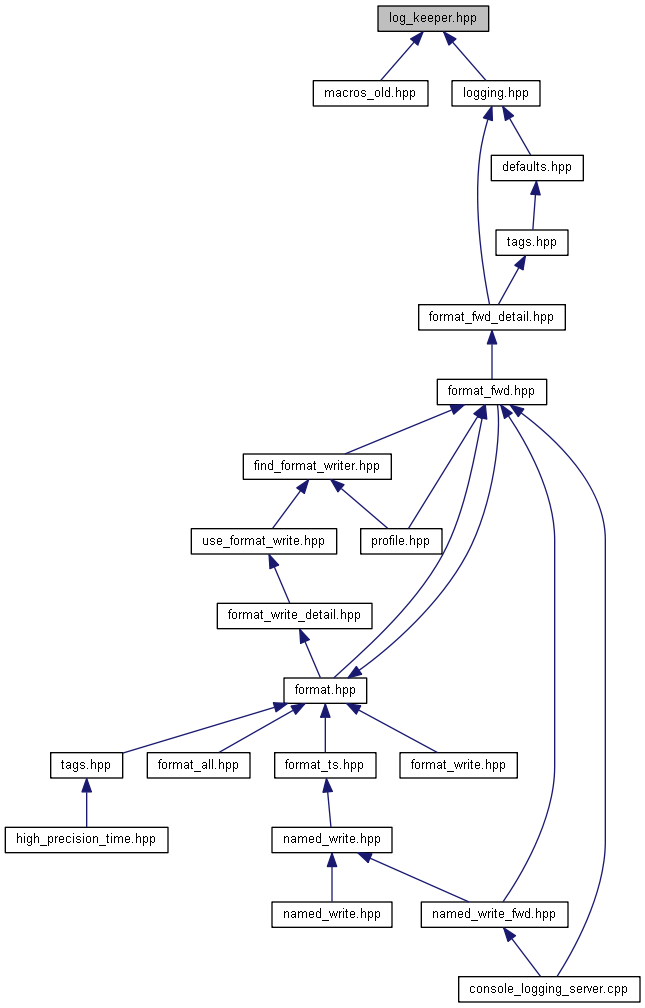 log_keeper.hpp
macros_old.hpp
logging.hpp
defaults.hpp
tags.hpp
format_fwd_detail.hpp
format_fwd.hpp
find_format_writer.hpp
use_format_write.hpp
profile.hpp
format_write_detail.hpp
format.hpp
tags.hpp
format_all.hpp
format_ts.hpp
format_write.hpp
high_precision_time.hpp
named_write.hpp
named_write.hpp
named_write_fwd.hpp
console_logging_server.cpp